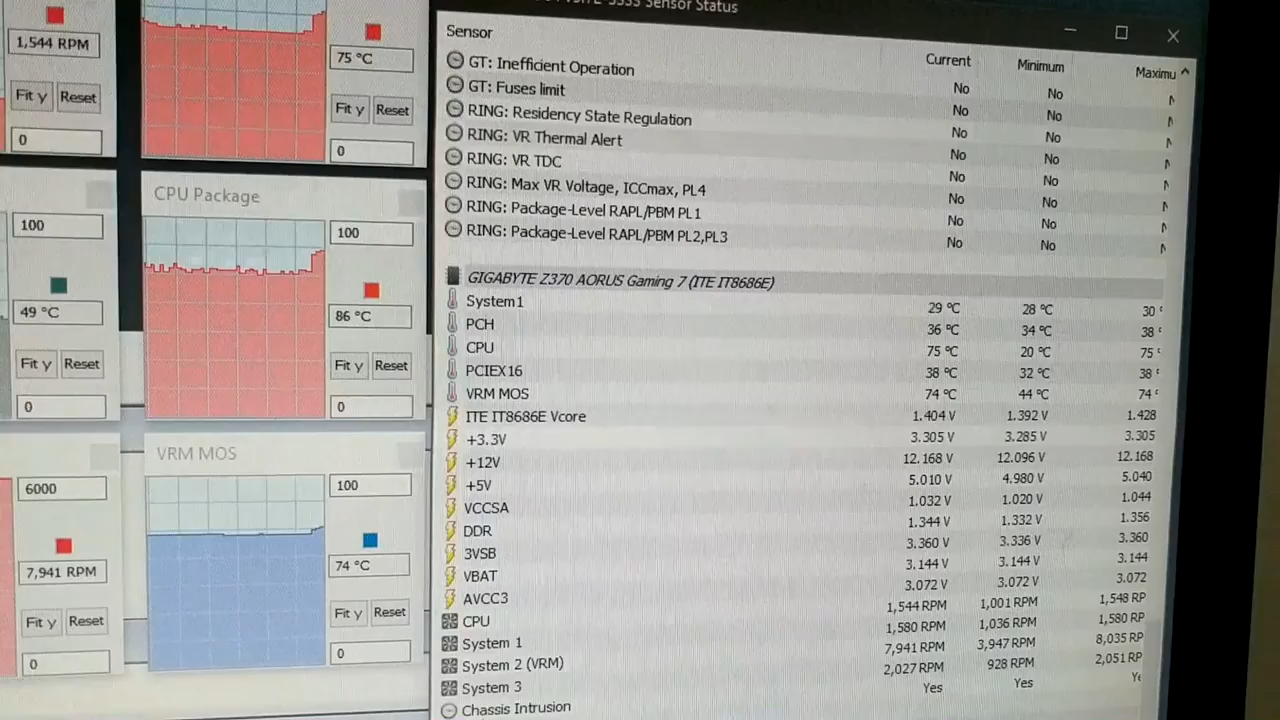 Sensor Status
Sensor Current Minimum Maximu
GT: Inefficient Operation No No
GT: Fuses limit No No
RING: Residency State Regulation No No
RING: VR Thermal Alert No No
RING: VR TDC No No
RING: Max VR Voltage, ICCmax, PL4 No No
RING: Package-Level RAPL/PBM PL1 No No
RING: Package-Level RAPL/PBM PL2,PL3 No No
GIGABYTE Z370 AORUS Gaming 7 (ITE IT8686E)
System1 29 °C 28 °C 30 °
PCH 36 °C 34 °C 38 °
CPU 75 °C 20 °C 75 °
PCIEX16 38 °C 32 °C 38 °
VRM MOS 74 °C 44 °C 74 °
ITE IT8686E Vcore 1.404 V 1.392 V 1.428
+3.3V 3.305 V 3.285 V 3.305
+12V 12.168 V 12.096 V 12.168
+5V 5.010 V 4.980 V 5.040
VCCSA 1.032 V 1.020 V 1.044
DDR 1.344 V 1.332 V 1.356
3VSB 3.360 V 3.336 V 3.360
VBAT 3.144 V 3.144 V 3.144
AVCC3 3.072 V 3.072 V 3.072
CPU 1,544 RPM 1,001 RPM 1,548 RP
System 1 1,580 RPM 1,036 RPM 1,580 RP
System 2 (VRM) 7,941 RPM 3,947 RPM 8,035 RP
System 3 2,027 RPM 928 RPM 2,051 RP
Chassis Intrusion Yes Yes Ye
1,544 RPM
Fit y Reset
0
75 °C
Fit y Reset
0
100
49 °C
Fit y Reset
0
CPU Package
100
86 °C
Fit y Reset
0
6000
7,941 RPM
Fit y Reset
0
VRM MOS
100
74 °C
Fit y Reset
0